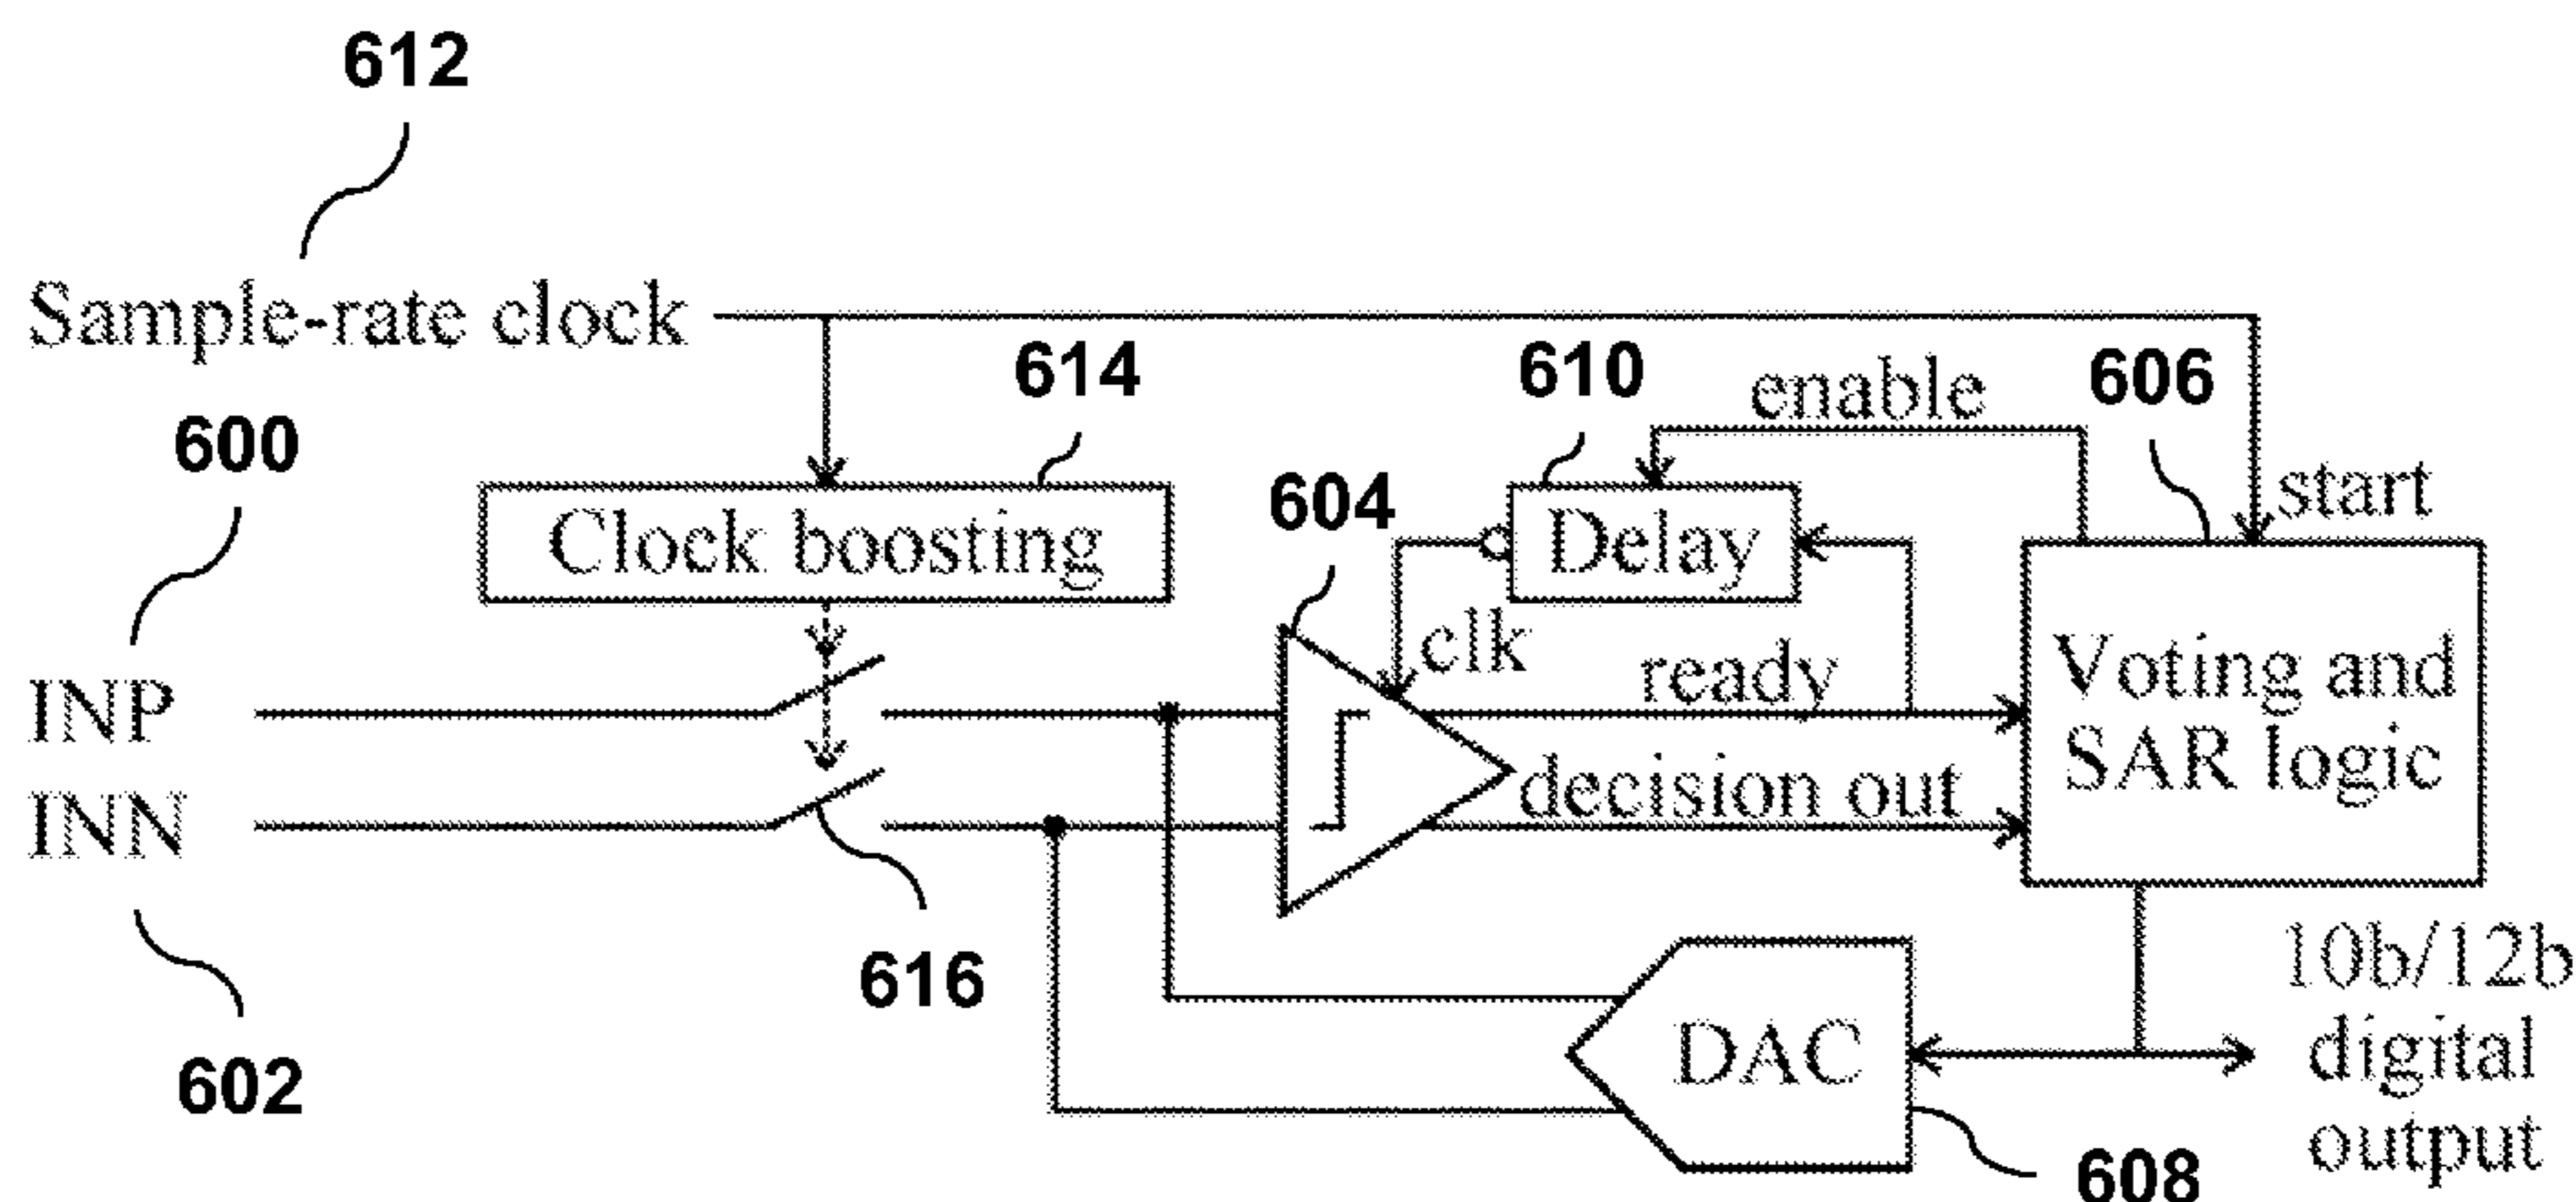 612
Sample-rate clock
614
610
enable
606
600
604
start
Clock boosting
Delay
clk
ready
Voting and
SAR logic
INP
INN
decision out
616
602
DAC
10b/12b
digital
output
608